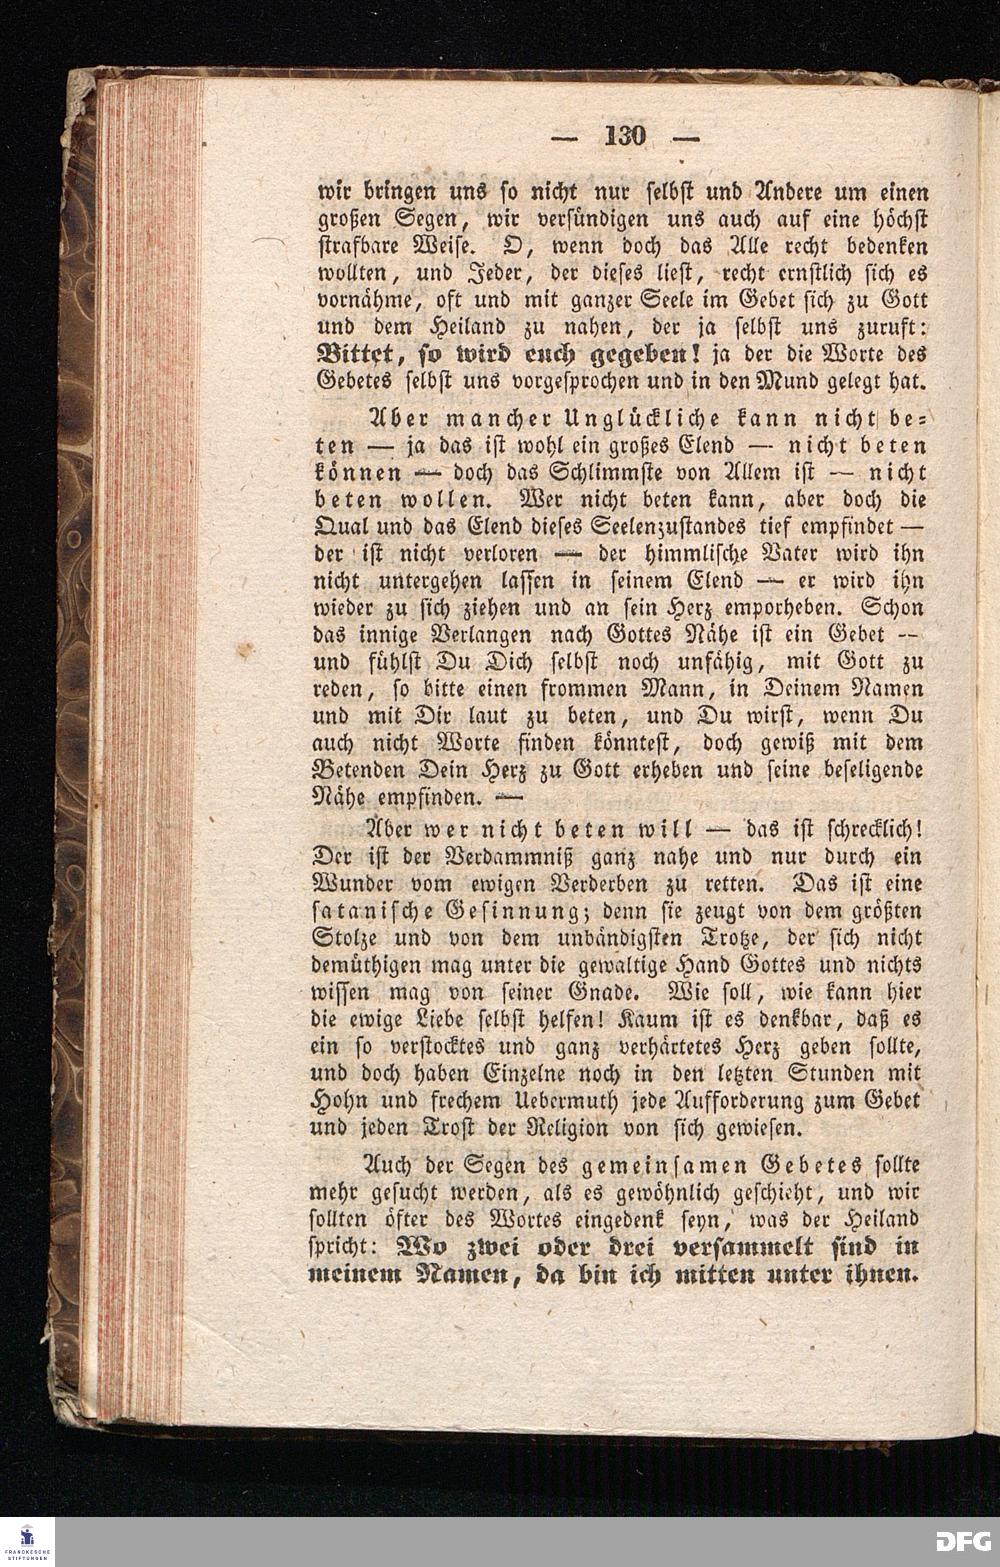 — 130 —
wir bringen uns so nicht nur selbst und Andere um einen
großen Segen, wir versündigen uns auch auf eine höchst
strafbare Weise. O, wenn doch das Alle recht bedenken
wollten, und Jeder, der dieses liest, recht ernstlich sich es
vornähme, oft und mit ganzer Seele im Gebet sich zu Gott
und dem Heiland zu nahen, der ja selbst uns zuruft:
Bittet, so wird euch gegeben! ja der die Worte des
Gebetes selbst uns vorgesprochen und in den Mund gelegt hat.
Aber mancher Unglückliche kann nicht be-
ten — ja das ist wohl ein großes Elend — nicht beten
können — doch das Schlimmste von Allem ist — nicht
beten wollen. Wer nicht beten kann, aber doch die
Qual und das Elend dieses Seelenzustandes tief empfindet —
der ist nicht verloren — der himmlische Vater wird ihn
nicht untergehen lassen in seinem Elend — er wird ihn
wieder zu sich ziehen und an sein Herz emporheben. Schon
das innige Verlangen nach Gottes Nähe ist ein Gebet —
und fühlst Du Dich selbst noch unfähig, mit Gott zu
reden, so bitte einen frommen Mann, in Deinem Namen
und mit Dir laut zu beten, und Du wirst, wenn Du
auch nicht Worte finden könntest, doch gewiß mit dem
Betenden Dein Herz zu Gott erheben und seine beseligende
Nähe empfinden. —
Aber wer nicht beten will — das ist schrecklich!
Der ist der Verdammniß ganz nahe und nur durch ein
Wunder vom ewigen Verderben zu retten. Das ist eine
satanische Gesinnung; denn sie zeugt von dem größten
Stolze und von dem unbändigsten Trotze, der sich nicht
demüthigen mag unter die gewaltige Hand Gottes und nichts
wissen mag von seiner Gnade. Wie soll, wie kann hier
die ewige Liebe selbst helfen! Kaum ist es denkbar, daß es
ein so verstocktes und ganz verhärtetes Herz geben sollte,
und doch haben Einzelne noch in den letzten Stunden mit
Hohn und frechem Uebermuth jede Aufforderung zum Gebet
und jeden Trost der Religion von sich gewiesen.
Auch der Segen des gemeinsamen Gebetes sollte
mehr gesucht werden, als es gewöhnlich geschieht, und wir
sollten öfter des Wortes eingedenk seyn, was der Heiland
spricht: Wo zwei oder drei versammelt sind in
meinem Namen, da bin ich mitten unter ihnen.
FRANCKESCHE
STIFTUNGEN
DFG